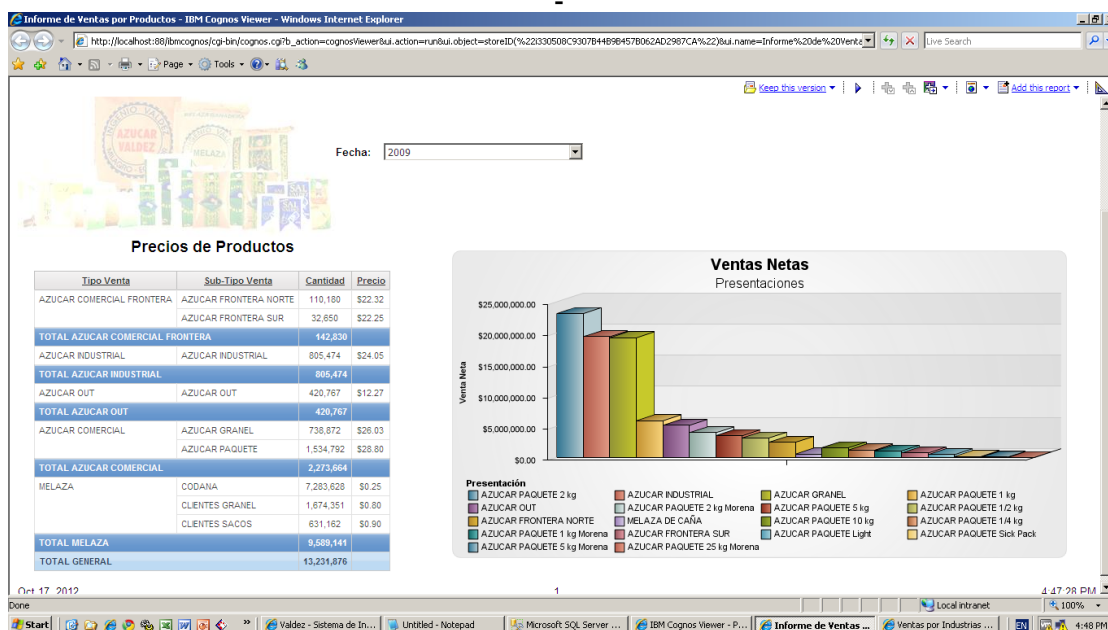 Informe de Ventas por Productos - IBM Cognos Viewer - Windows Internet Explorer
http://localhost:88/ibmcognos/cgi-bin/cognos.cgi?b_action=cognosViewer&ui.action=run&ui.object=storeID(%22i330508C9307B44B9B457B062AD2987CA%22)&ui.name=Informe%20de%20Venta
Live Search
Page Tools
Keep this version Add this report
INGENIO VALDEZ
AZUCAR VALDEZ
MELAZA
SAL
Fecha: 2009
Precios de Productos
Tipo Venta Sub-Tipo Venta Cantidad Precio
AZUCAR COMERCIAL FRONTERA AZUCAR FRONTERA NORTE 110,180 $22.32
AZUCAR FRONTERA SUR 32,650 $22.25
TOTAL AZUCAR COMERCIAL FRONTERA 142,830
AZUCAR INDUSTRIAL AZUCAR INDUSTRIAL 805,474 $24.05
TOTAL AZUCAR INDUSTRIAL 805,474
AZUCAR OUT AZUCAR OUT 420,767 $12.27
TOTAL AZUCAR OUT 420,767
AZUCAR COMERCIAL AZUCAR GRANEL 738,872 $26.03
AZUCAR PAQUETE 1,534,792 $28.80
TOTAL AZUCAR COMERCIAL 2,273,664
MELAZA CODANA 7,283,628 $0.25
CLIENTES GRANEL 1,674,351 $0.80
CLIENTES SACOS 631,162 $0.90
TOTAL MELAZA 9,589,141
TOTAL GENERAL 13,231,876
Ventas Netas
Presentaciones
Venta Neta
$25,000,000.00
$20,000,000.00
$15,000,000.00
$10,000,000.00
$5,000,000.00
$0.00
Presentación
AZUCAR PAQUETE 2 kg AZUCAR INDUSTRIAL AZUCAR GRANEL AZUCAR PAQUETE 1 kg
AZUCAR OUT AZUCAR PAQUETE 2 kg Morena AZUCAR PAQUETE 5 kg AZUCAR PAQUETE 1/2 kg
AZUCAR FRONTERA NORTE MELAZA DE CAÑA AZUCAR PAQUETE 10 kg AZUCAR PAQUETE 1/4 kg
AZUCAR PAQUETE 1 kg Morena AZUCAR FRONTERA SUR AZUCAR PAQUETE Light AZUCAR PAQUETE Sick Pack
AZUCAR PAQUETE 5 kg Morena AZUCAR PAQUETE 25 kg Morena
Oct 17, 2012 1 4:47:28 PM
Done Local intranet 100%
Start Valdez - Sistema de In... Untitled - Notepad Microsoft SQL Server ... IBM Cognos Viewer - P... Informe de Ventas ... Ventas por Industrias ... EN 4:48 PM